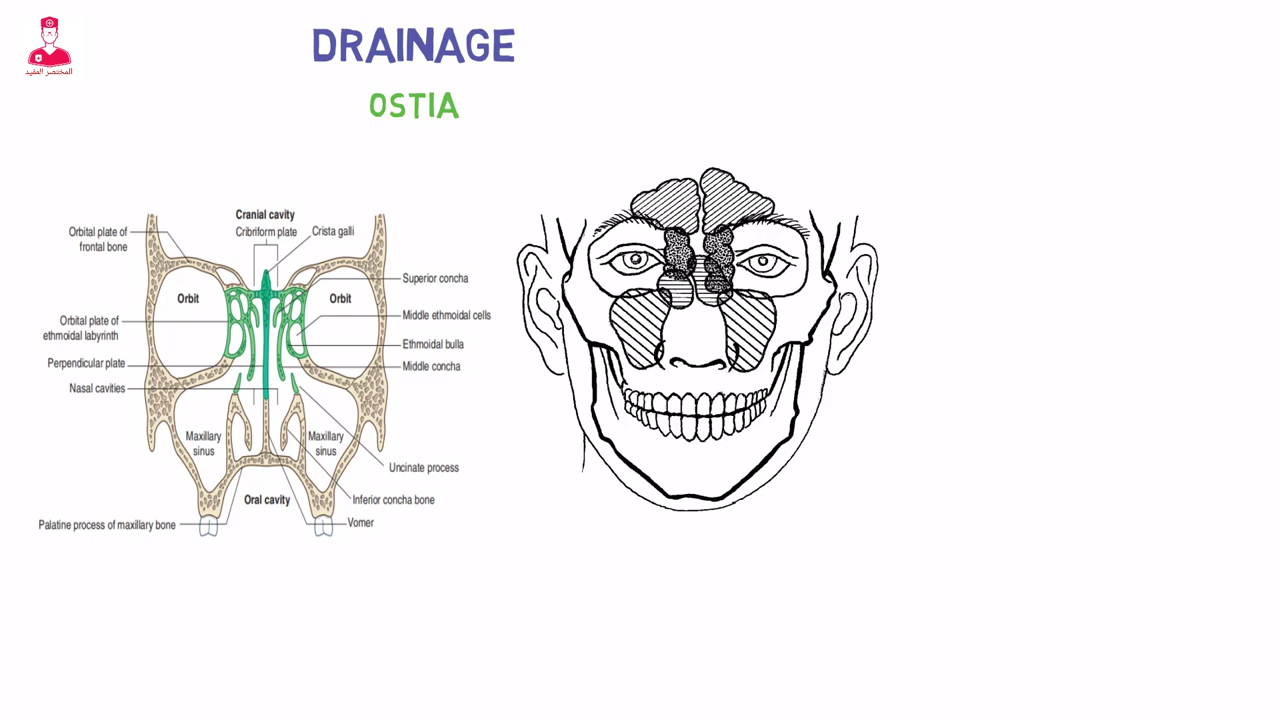 المختصر المفيد
DRAINAGE
OSTIA
Cranial cavity
Cribriform plate
Crista galli
Orbital plate of
frontal bone
Superior concha
Orbit
Orbit
Orbital plate of
ethmoidal labyrinth
Middle ethmoidal cells
Ethmoidal bulla
Perpendicular plate
Middle concha
Nasal cavities
Maxillary
sinus
Maxillary
sinus
Uncinate process
Oral cavity
Inferior concha bone
Palatine process of maxillary bone
Vomer